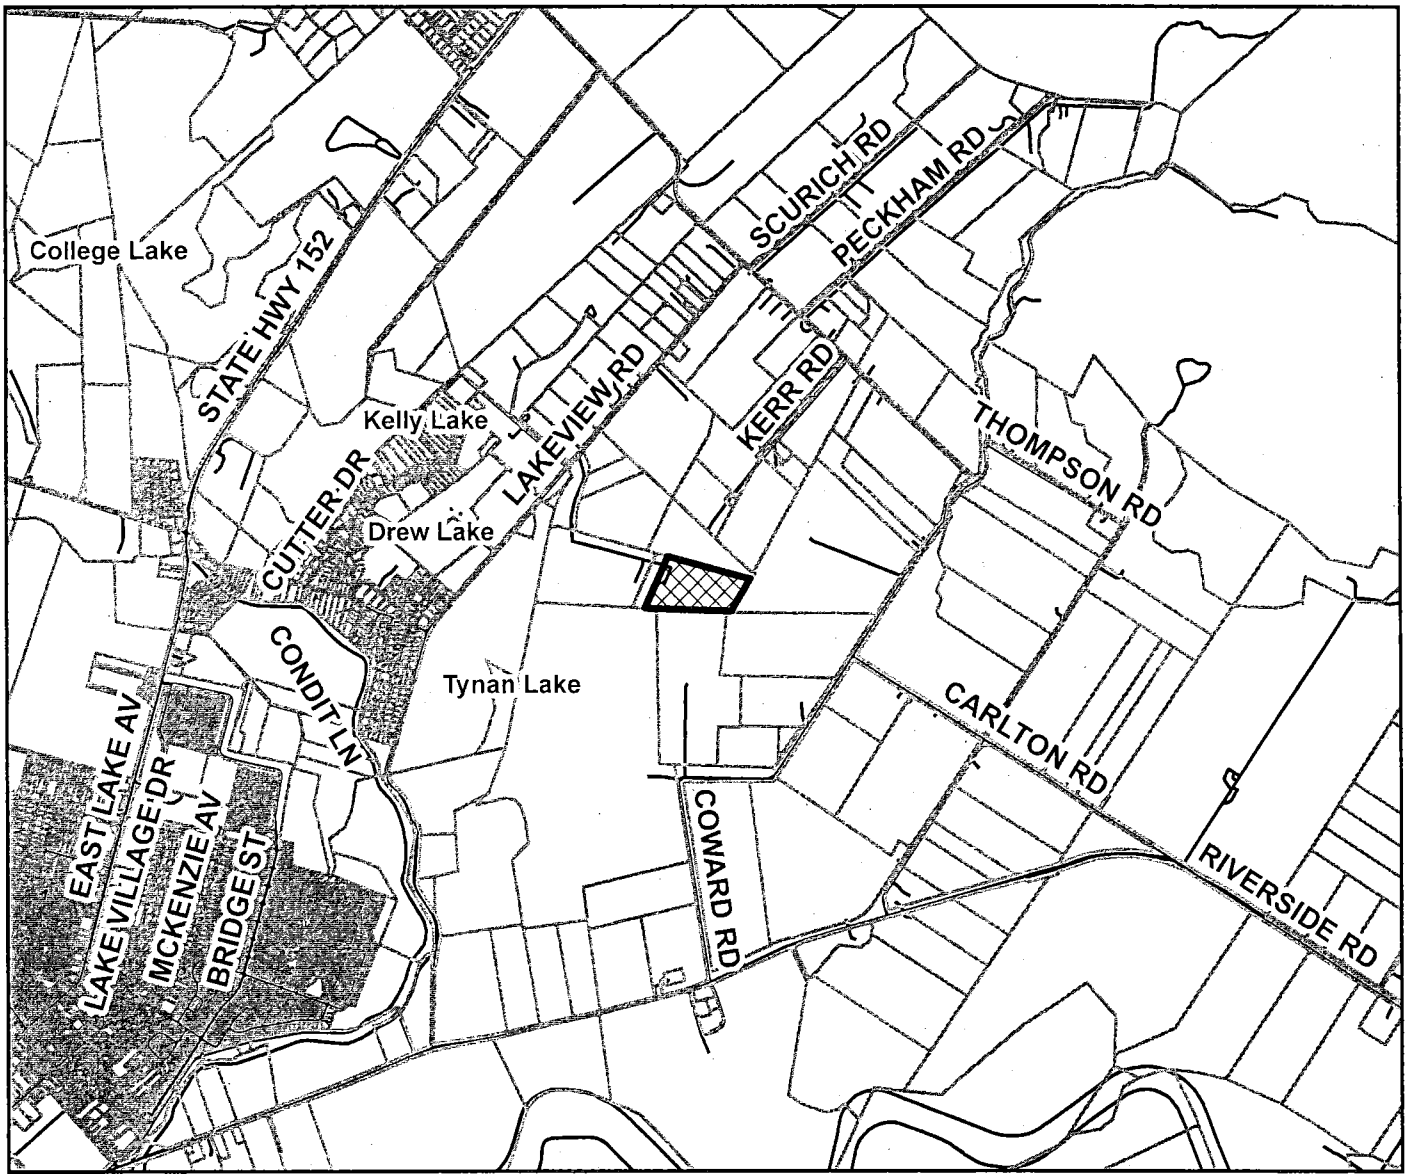 SCURICH RD
PECKHAM RD
College Lake
STATE HWY 152
LAKEVIEW RD
KERR RD
Kelly Lake
THOMPSON RD
CUTTER DR
Drew Lake
CONDIT LN
Tynan Lake
CARLTON RD
EAST LAKE AV
LAKE VILLAGE DR
MCKENZIE AV
BRIDGE ST
COWARD RD
RIVERSIDE RD